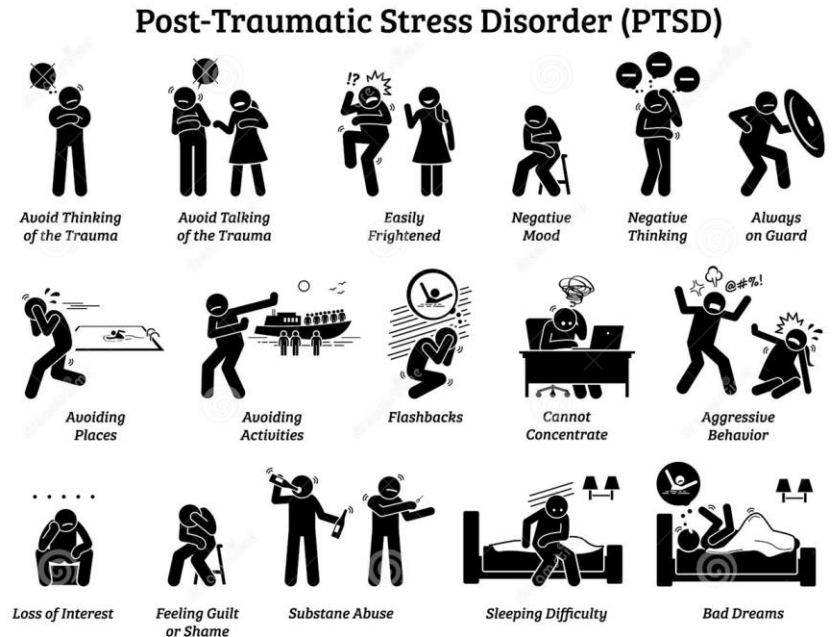 Post-Traumatic Stress Disorder (PTSD)
!?
Avoid Thinking
of the Trauma
Avoid Talking
of the Trauma
Easily
Frightened
Negative
Mood
Negative
Thinking
Always
on Guard
@#%!
Avoiding
Places
Avoiding
Activities
Flashbacks
Cannot
Concentrate
Aggressive
Behavior
Loss of Interest
Feeling Guilt
or Shame
Substane Abuse
Sleeping Difficulty
Bad Dreams